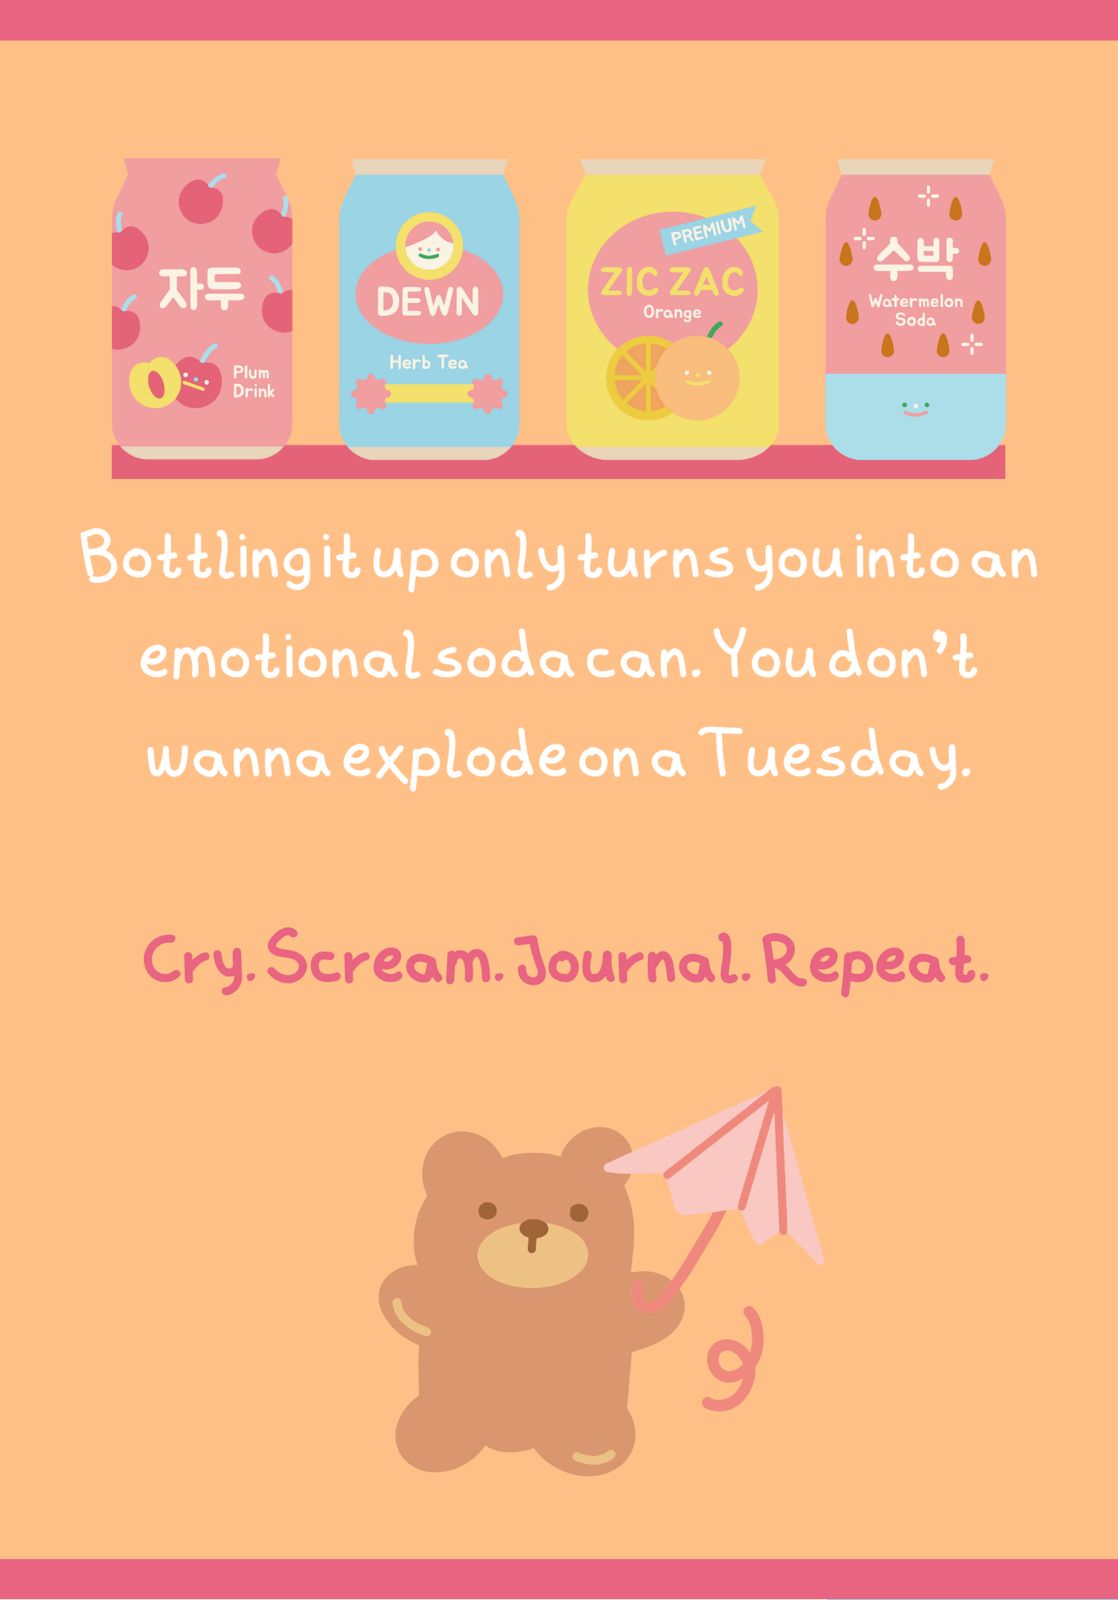 자두
Plum
Drink
DEWN
Herb Tea
PREMIUM
ZIC ZAC
Orange
수박
Watermelon
Soda
Bottling it up only turns you into an
emotional soda can. You don’t
wanna explode on a Tuesday.
Cry. Scream. Journal. Repeat.